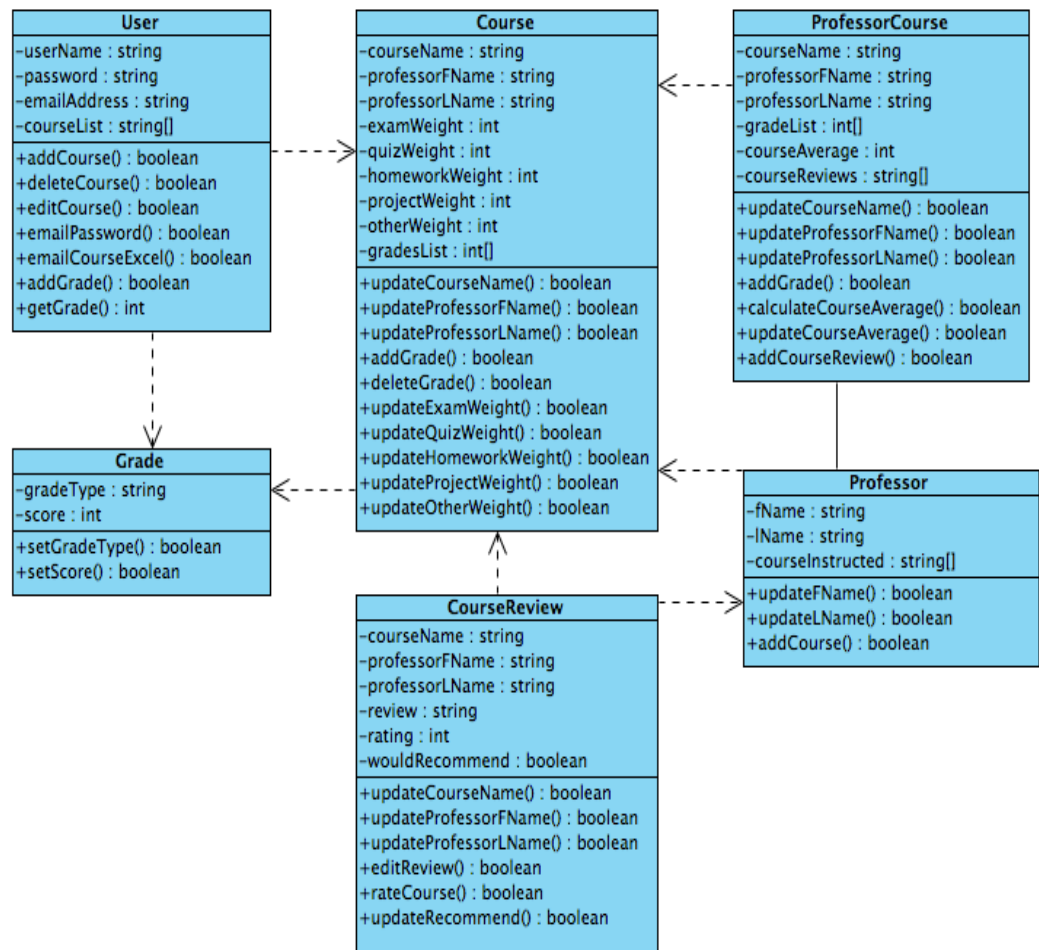 User
-userName : string
-password : string
-emailAddress : string
-courseList : string[]
+addCourse() : boolean
+deleteCourse() : boolean
+editCourse() : boolean
+emailPassword() : boolean
+emailCourseExcel() : boolean
+addGrade() : boolean
+getGrade() : int
Course
-courseName : string
-professorFName : string
-professorLName : string
-examWeight : int
-quizWeight : int
-homeworkWeight : int
-projectWeight : int
-otherWeight : int
-gradesList : int[]
+updateCourseName() : boolean
+updateProfessorFName() : boolean
+updateProfessorLName() : boolean
+addGrade() : boolean
+deleteGrade() : boolean
+updateExamWeight() : boolean
+updateQuizWeight() : boolean
+updateHomeworkWeight() : boolean
+updateProjectWeight() : boolean
+updateOtherWeight() : boolean
ProfessorCourse
-courseName : string
-professorFName : string
-professorLName : string
-gradeList : int[]
-courseAverage : int
-courseReviews : string[]
+updateCourseName() : boolean
+updateProfessorFName() : boolean
+updateProfessorLName() : boolean
+addGrade() : boolean
+calculateCourseAverage() : boolean
+updateCourseAverage() : boolean
+addCourseReview() : boolean
Grade
-gradeType : string
-score : int
+setGradeType() : boolean
+setScore() : boolean
Professor
-fName : string
-lName : string
-courseInstructed : string[]
+updateFName() : boolean
+updateLName() : boolean
+addCourse() : boolean
CourseReview
-courseName : string
-professorFName : string
-professorLName : string
-review : string
-rating : int
-wouldRecommend : boolean
+updateCourseName() : boolean
+updateProfessorFName() : boolean
+updateProfessorLName() : boolean
+editReview() : boolean
+rateCourse() : boolean
+updateRecommend() : boolean